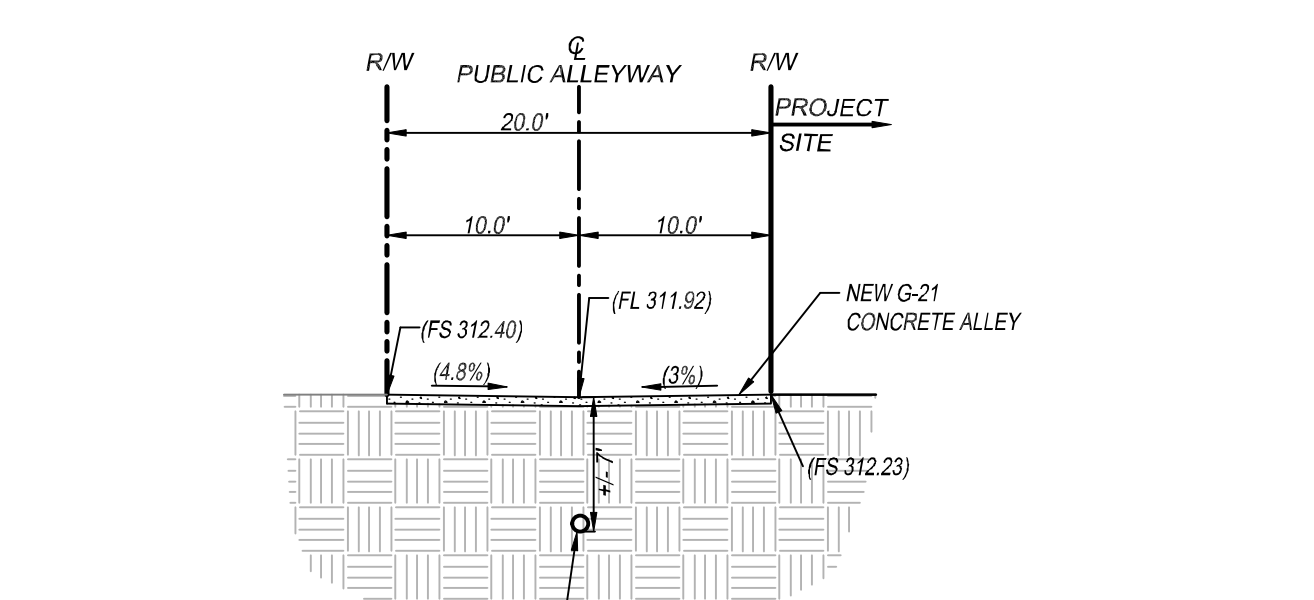 ℄
R/W
PUBLIC ALLEYWAY
R/W
PROJECT
SITE
20.0'
10.0'
10.0'
NEW G-21
CONCRETE ALLEY
(FL 311.92)
(FS 312.40)
(4.8%)
(3%)
(FS 312.23)
+/- 7'